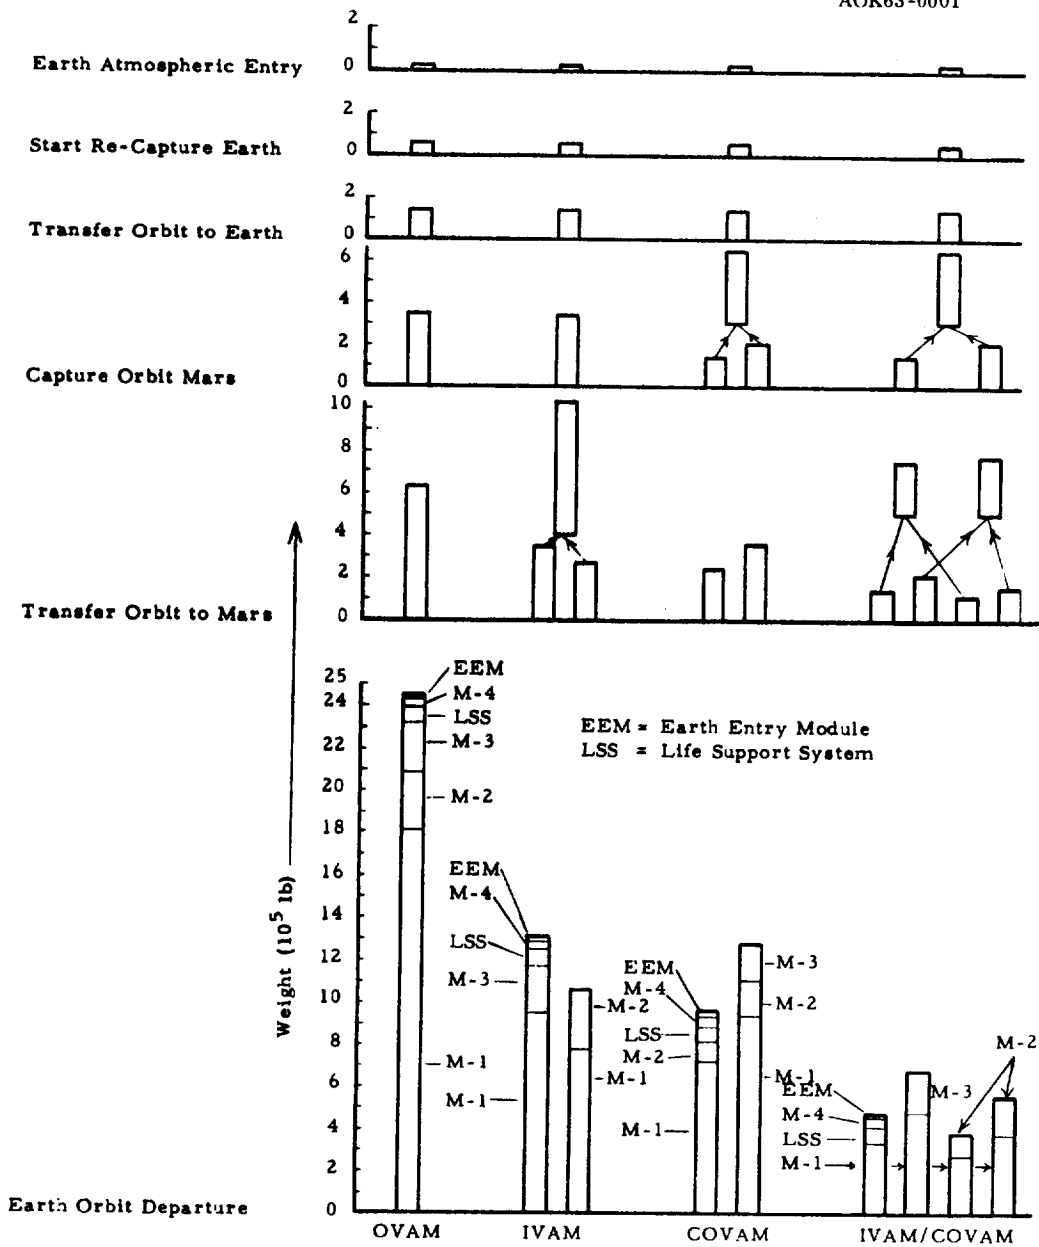 AOK63-0001
2
Earth Atmospheric Entry
0
2
Start Re-Capture Earth
0
2
Transfer Orbit to Earth
0
6
4
2
Capture Orbit Mars
0
10
8
6
4
2
Transfer Orbit to Mars
0
25
24
22
20
18
16
14
12
10
8
6
4
2
0
Weight (10⁵ lb)
EEM
M-4
LSS
M-3
M-2
M-1
EEM = Earth Entry Module
LSS = Life Support System
EEM
M-4
LSS
M-3
M-1
M-2
M-1
EEM
M-4
LSS
M-2
M-1
M-3
M-2
M-1
EEM
M-4
LSS
M-1
M-3
M-2
Earth Orbit Departure
OVAM
IVAM
COVAM
IVAM/COVAM